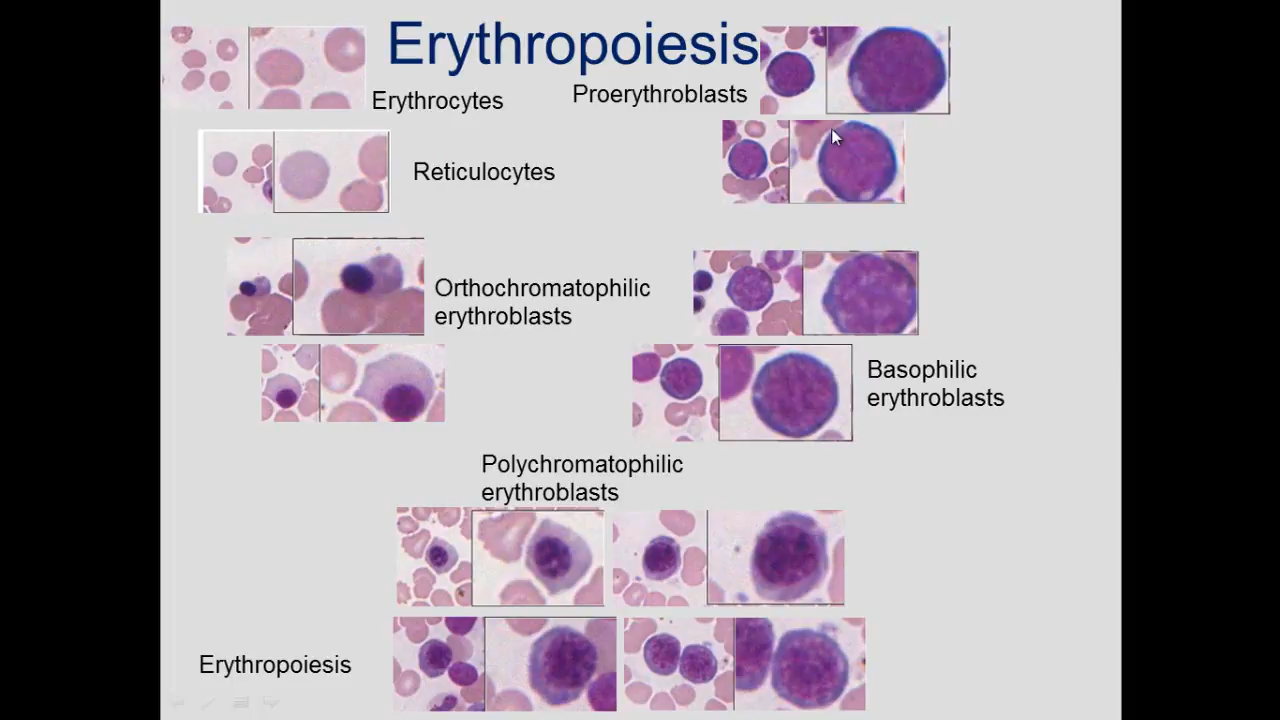 Erythropoiesis
Erythrocytes
Proerythroblasts
Reticulocytes
Orthochromatophilic
erythroblasts
Basophilic
erythroblasts
Polychromatophilic
erythroblasts
Erythropoiesis